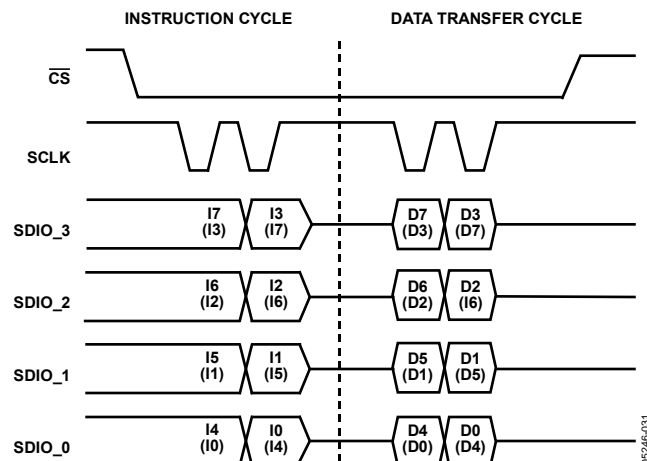 INSTRUCTION CYCLE DATA TRANSFER CYCLE
CS
SCLK
SDIO_3 I7 (I3) I3 (I7) D7 (D3) D3 (D7)
SDIO_2 I6 (I2) I2 (I6) D6 (D2) D2 (I6)
SDIO_1 I5 (I1) I1 (I5) D5 (D1) D1 (D5)
SDIO_0 I4 (I0) I0 (I4) D4 (D0) D0 (D4)
05246-031